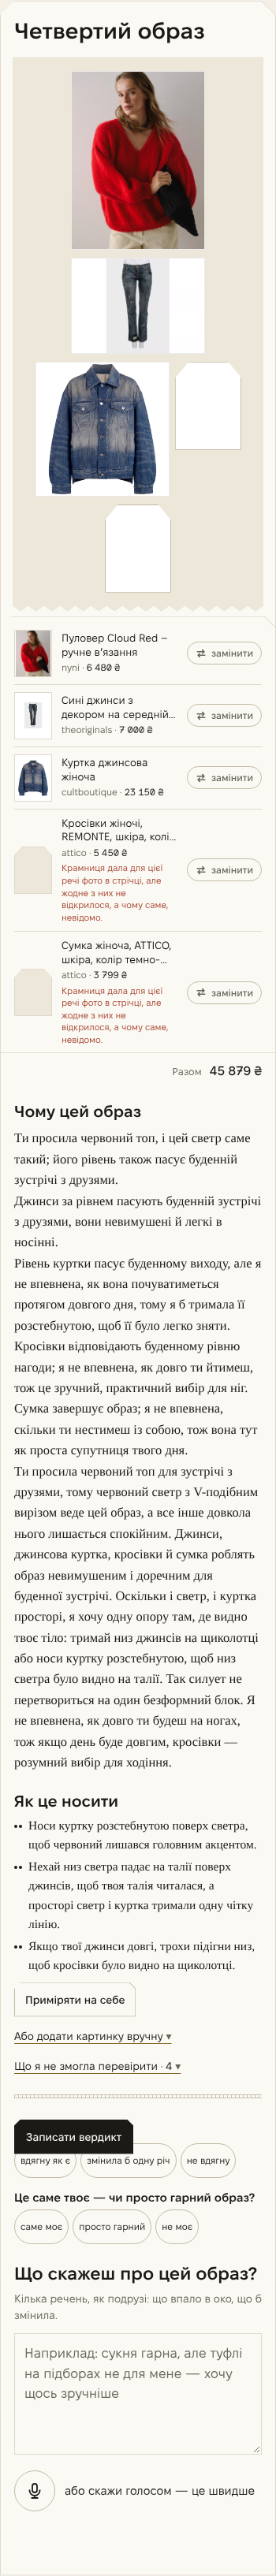 Четвертий образ
Пуловер Cloud Red –
ручне в'язання
nyni · 6 480 ₴
⇄ замінити
Сині джинси з
декором на середній...
theoriginals · 7 000 ₴
⇄ замінити
Куртка джинсова
жіноча
cultboutique · 23 150 ₴
⇄ замінити
Кросівки жіночі,
REMONTE, шкіра, колі...
attico · 5 450 ₴
Крамниця дала для цієї
речі фото в стрічці, але
жодне з них не
відкрилося, а чому саме,
невідомо.
⇄ замінити
Сумка жіноча, ATTICO,
шкіра, колір темно-...
attico · 3 799 ₴
Крамниця дала для цієї
речі фото в стрічці, але
жодне з них не
відкрилося, а чому саме,
невідомо.
⇄ замінити
Разом 45 879 ₴
Чому цей образ
Ти просила червоний топ, і цей светр саме
такий; його рівень також пасує буденній
зустрічі з друзями.
Джинси за рівнем пасують буденній зустрічі
з друзями, вони невимушені й легкі в
носінні.
Рівень куртки пасує буденному виходу, але я
не впевнена, як вона почуватиметься
протягом довгого дня, тому я б тримала її
розстебнутою, щоб її було легко зняти.
Кросівки відповідають буденному рівню
нагоди; я не впевнена, як довго ти йтимеш,
тож це зручний, практичний вибір для ніг.
Сумка завершує образ; я не впевнена,
скільки ти нестимеш із собою, тож вона тут
як проста супутниця твого дня.
Ти просила червоний топ для зустрічі з
друзями, тому червоний светр з V-подібним
вирізом веде цей образ, а все інше довкола
нього лишається спокійним. Джинси,
джинсова куртка, кросівки й сумка роблять
образ невимушеним і доречним для
буденної зустрічі. Оскільки і светр, і куртка
просторі, я хочу одну опору там, де видно
твоє тіло: тримай низ джинсів на щиколотці
або носи куртку розстебнутою, щоб низ
светра було видно на талії. Так силует не
перетвориться на один безформний блок. Я
не впевнена, як довго ти будеш на ногах,
тож якщо день буде довгим, кросівки —
розумний вибір для ходіння.
Як це носити
•• Носи куртку розстебнутою поверх светра,
щоб червоний лишався головним акцентом.
•• Нехай низ светра падає на талії поверх
джинсів, щоб твоя талія читалася, а
просторі светр і куртка тримали одну чітку
лінію.
•• Якщо твої джинси довгі, трохи підігни низ,
щоб кросівки було видно на щиколотці.
Приміряти на себе
Або додати картинку вручну ▾
Що я не змогла перевірити · 4 ▾
Записати вердикт
вдягну як є
змінила б одну річ
не вдягну
Це саме твоє — чи просто гарний образ?
саме моє
просто гарний
не моє
Що скажеш про цей образ?
Кілька речень, як подрузі: що впало в око, що б
змінила.
Наприклад: сукня гарна, але туфлі
на підборах не для мене — хочу
щось зручніше
або скажи голосом — це швидше